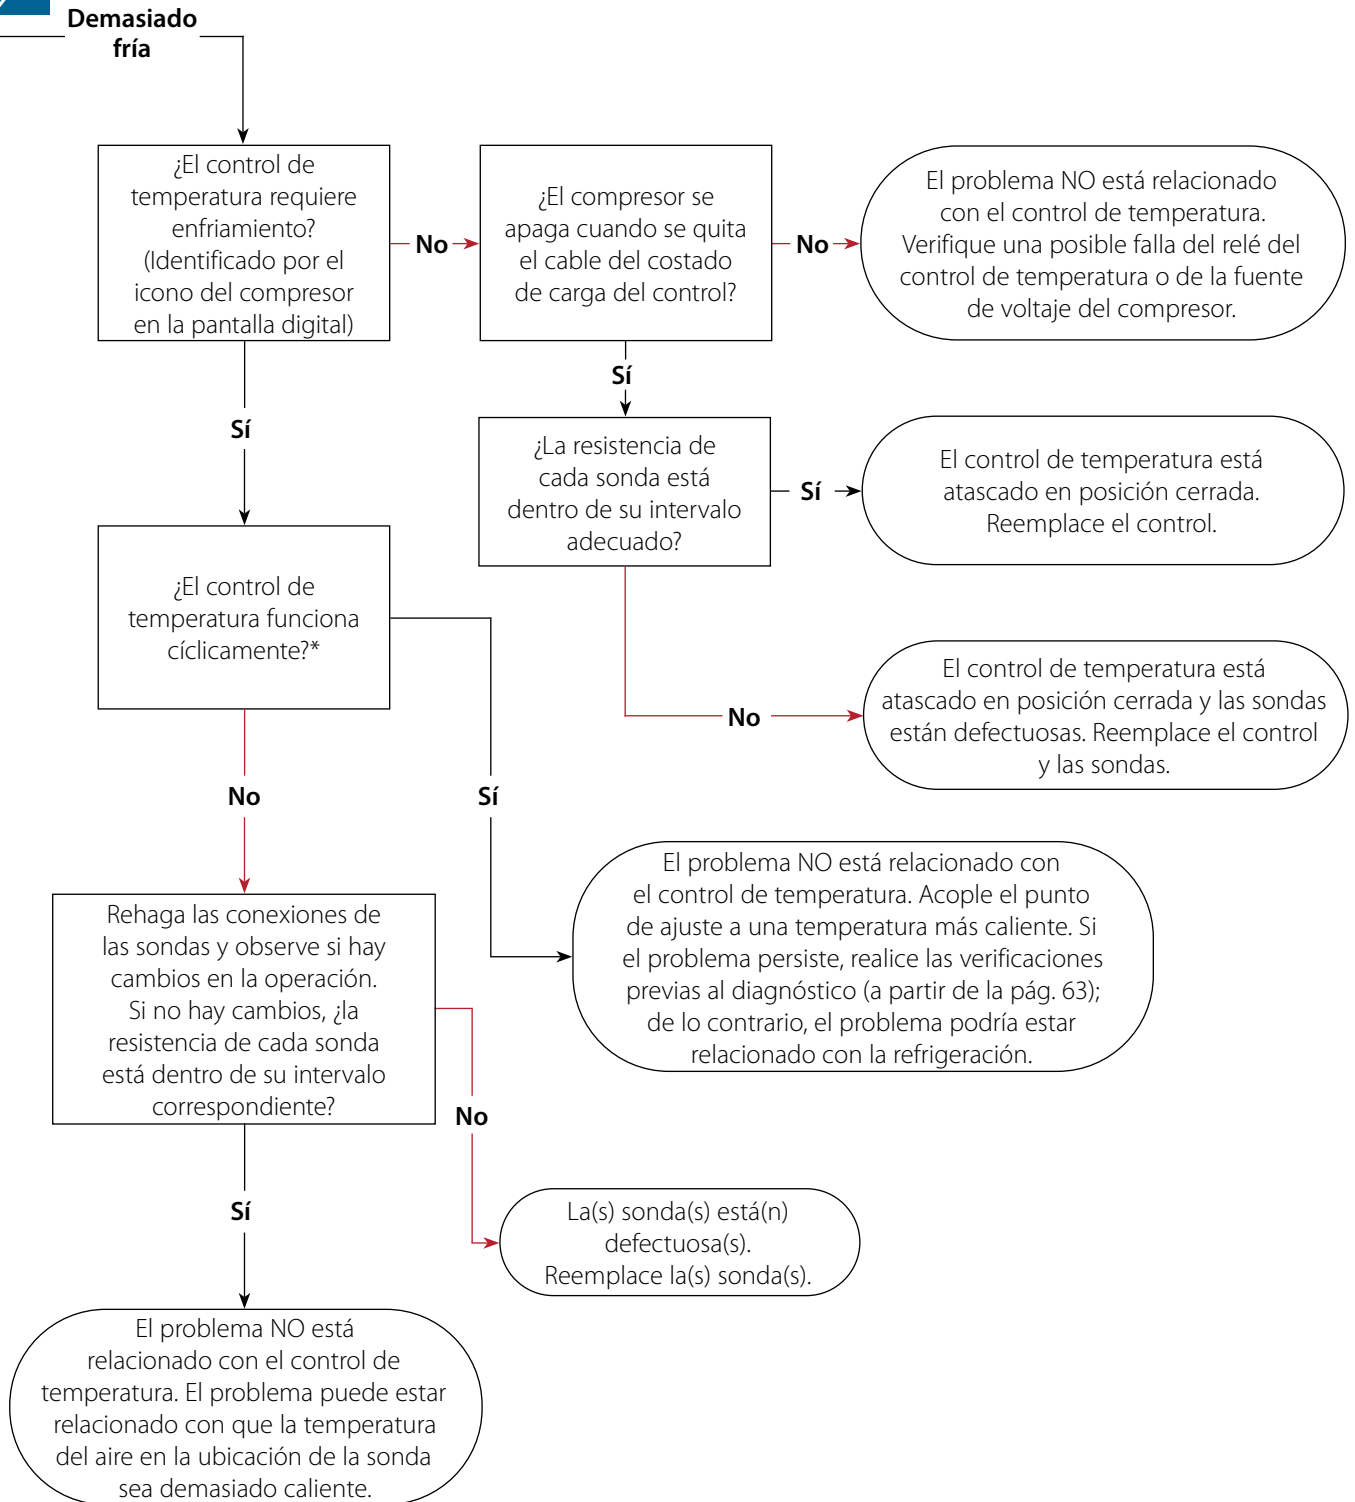 Demasiado
fría
¿El control de
temperatura requiere
enfriamiento?
(Identificado por el
icono del compresor
en la pantalla digital)
No
¿El compresor se
apaga cuando se quita
el cable del costado
de carga del control?
No
El problema NO está relacionado
con el control de temperatura.
Verifique una posible falla del relé del
control de temperatura o de la fuente
de voltaje del compresor.
Sí
Sí
¿La resistencia de
cada sonda está
dentro de su intervalo
adecuado?
Sí
El control de temperatura está
atascado en posición cerrada.
Reemplace el control.
¿El control de
temperatura funciona
cíclicamente?*
No
El control de temperatura está
atascado en posición cerrada y las sondas
están defectuosas. Reemplace el control
y las sondas.
No
Sí
El problema NO está relacionado con
el control de temperatura. Acople el punto
de ajuste a una temperatura más caliente. Si
el problema persiste, realice las verificaciones
previas al diagnóstico (a partir de la pág. 63);
de lo contrario, el problema podría estar
relacionado con la refrigeración.
Rehaga las conexiones de
las sondas y observe si hay
cambios en la operación.
Si no hay cambios, ¿la
resistencia de cada sonda
está dentro de su intervalo
correspondiente?
No
Sí
La(s) sonda(s) está(n)
defectuosa(s).
Reemplace la(s) sonda(s).
El problema NO está
relacionado con el control de
temperatura. El problema puede estar
relacionado con que la temperatura
del aire en la ubicación de la sonda
sea demasiado caliente.